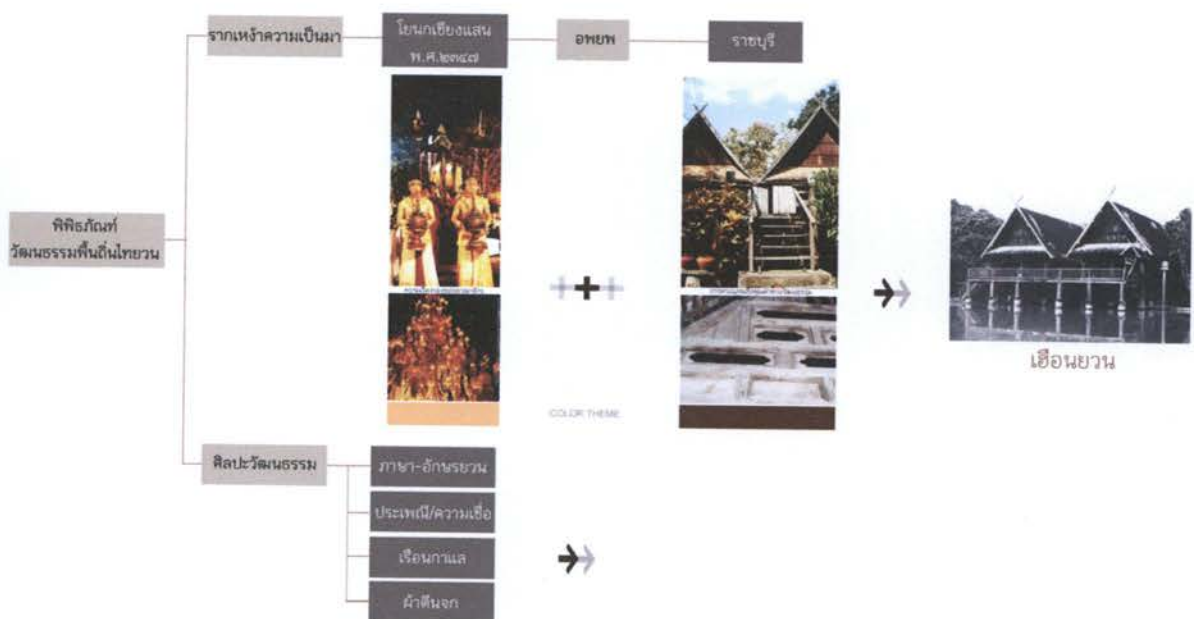 รากเหง้าความเป็นมา
โยนกเชียงแสน
พ.ศ.๒๓๔๗
อพยพ
ราชบุรี
พิพิธภัณฑ์
วัฒนธรรมพื้นถิ่นไทยวน
เฮือนยวน
COLOR THEME
ศิลปะวัฒนธรรม
ภาษา-อักษรยวน
ประเพณี/ความเชื่อ
เรือนกาแล
ผ้าตีนจก